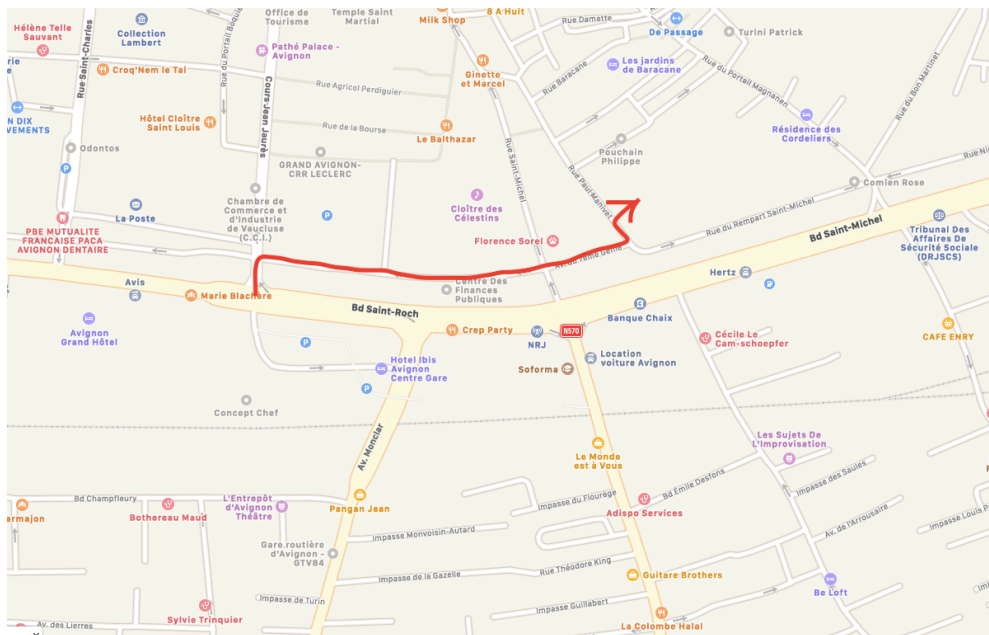 Office de
Tourisme
Temple Saint
Martial
Milk Shop
8 A Huit
Rue Damette
De Passage
Turini Patrick
Hélène Telle
Sauvant
Collection
Lambert
Pathé Palace -
Avignon
Croq'Nem le Tai
Rue Saint-Charles
Cours Jean Jaurès
Rue Agricol Perdiguier
Ginette
et Marcel
Rue Baracane
Les jardins
de Baracane
Rue du Portail Magnanen
Rue du Bon Martinet
N DIX
VEMENTS
Hôtel Cloître
Saint Louis
Rue de la Bourse
Le Balthazar
Résidence des
Cordeliers
Odontos
P
GRAND AVIGNON-
CRR LECLERC
Rue Saint-Michel
Pouchain
Philippe
Rue Paul Manivet
Comien Rose
La Poste
Chambre de
Commerce et
d'Industrie
de Vaucluse
(C.C.I.)
P
Cloître des
Célestins
Rue du Rempart Saint-Michel
Bd Saint-Michel
PBE MUTUALITE
FRANCAISE PACA
AVIGNON DENTAIRE
Florence Sorel
Tribunal Des
Affaires De
Sécurité Sociale
(DRJSCS)
Avis
Marie Blachère
Centre Des
Finances
Publiques
Hertz
Bd Saint-Roch
Banque Chaix
Avignon
Grand Hôtel
P
Crep Party
NRJ
N570
Cécile Le
Cam-schoepfer
CAFE ENRY
Hotel Ibis
Avignon
Centre Gare
P
Soforma
Location
voiture Avignon
Concept Chef
Av. Monclar
Le Monde
est à Vous
Les Sujets De
L'Improvisation
Bd Champfleury
L'Entrepôt
d'Avignon
Théâtre
Bothereau Maud
Pangan Jean
Impasse du Flourège
Bd Émile Desfons
Adispo Services
Impasse des Saules
armajon
Impasse Monvoisin-Autard
Av. de l'Arrousaire
Gare routière
d'Avignon -
GTV84
Impasse de la Gazelle
Rue Théodore King
Guitare Brothers
Be Loft
Impasse de Turin
Impasse Guillabert
Sylvie Trinquier
Av. des Lierres
La Colombe Halal